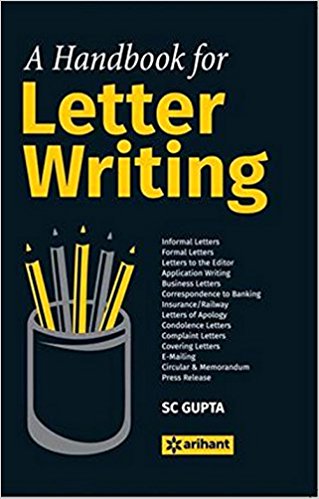 A Handbook for
Letter
Writing
Informal Letters
Formal Letters
Letters to the Editor
Application Writing
Business Letters
Correspondence to Banking
Insurance/Railway
Letters of Apology
Condolence Letters
Complaint Letters
Covering Letters
E-Mailing
Circular & Memorandum
Press Release
SC GUPTA
arihant